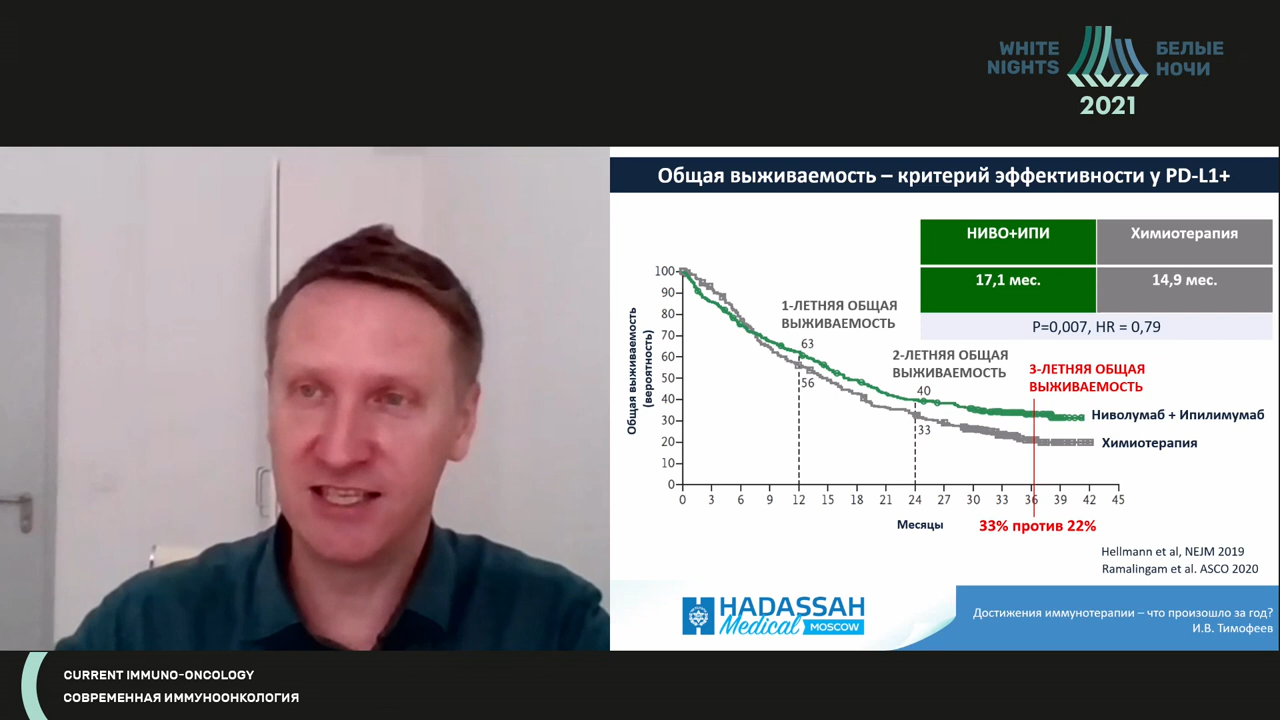 WHITE NIGHTS
БЕЛЫЕ НОЧИ
2021
Общая выживаемость – критерий эффективности у PD-L1+
НИВО+ИПИ
Химиотерапия
17,1 мес.
14,9 мес.
P=0,007, HR = 0,79
Общая выживаемость
(вероятность)
100
90
80
70
60
50
40
30
20
10
0
1-ЛЕТНЯЯ ОБЩАЯ
ВЫЖИВАЕМОСТЬ
63
56
2-ЛЕТНЯЯ ОБЩАЯ
ВЫЖИВАЕМОСТЬ
40
33
3-ЛЕТНЯЯ ОБЩАЯ
ВЫЖИВАЕМОСТЬ
Ниволумаб + Ипилимумаб
Химиотерапия
0 3 6 9 12 15 18 21 24 27 30 33 36 39 42 45
Месяцы
33% против 22%
Hellmann et al, NEJM 2019
Ramalingam et al. ASCO 2020
HADASSAH
Medical MOSCOW
Достижения иммунотерапии – что произошло за год?
И.В. Тимофеев
CURRENT IMMUNO-ONCOLOGY
СОВРЕМЕННАЯ ИММУНООНКОЛОГИЯ